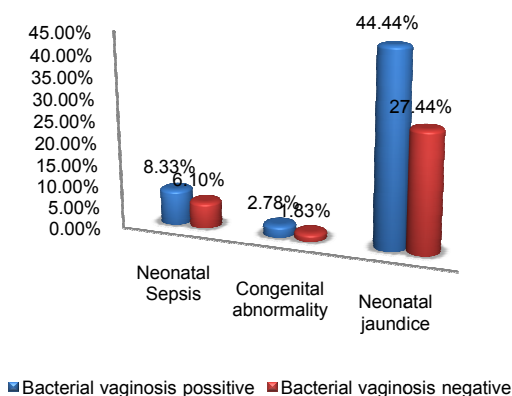 44.44%
45.00%
40.00%
35.00%
30.00%
25.00%
20.00%
15.00%
10.00%
5.00%
0.00%
27.44%
8.33%
6.10%
2.78%
1.83%
Neonatal
Sepsis
Congenital
abnormality
Neonatal
jaundice
Bacterial vaginosis possitive Bacterial vaginosis negative